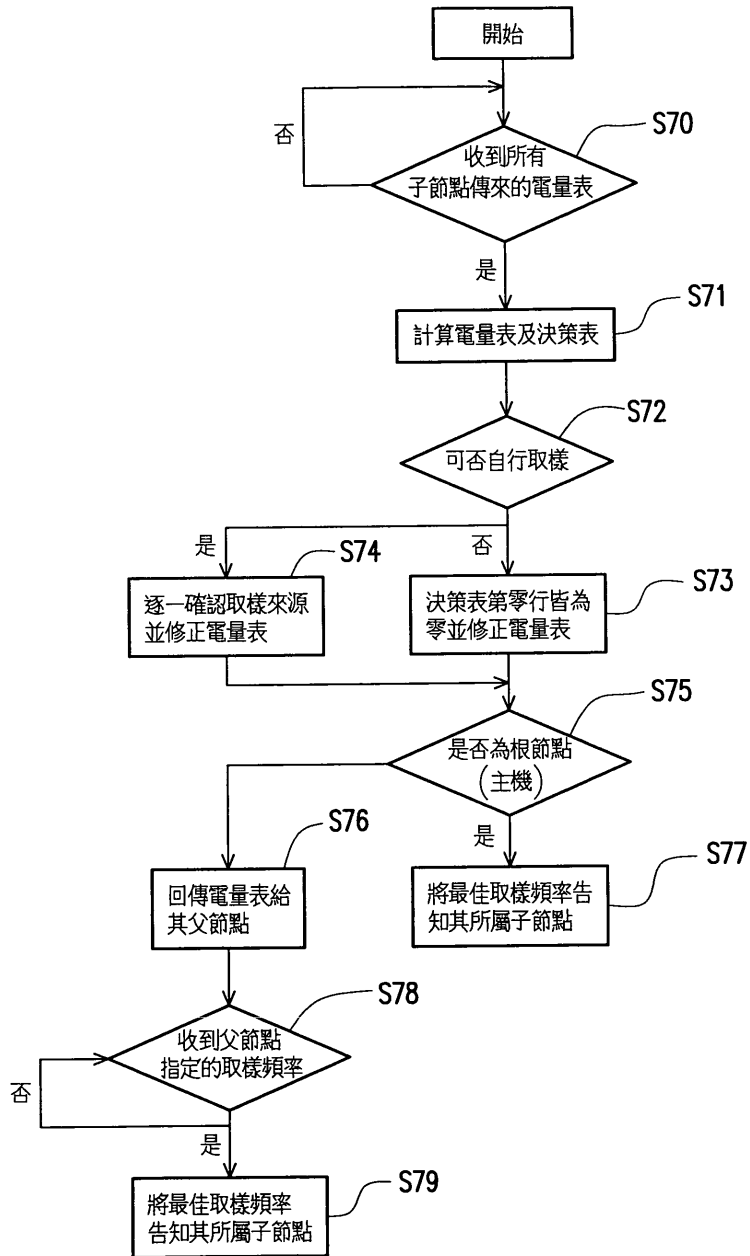 開始
否
S70
收到所有
子節點傳來的電量表
是
S71
計算電量表及決策表
S72
可否自行取樣
是
S74
否
S73
逐一確認取樣來源
並修正電量表
決策表第零行皆為
零並修正電量表
S75
是否為根節點
(主機)
S76
是
S77
回傳電量表給
其父節點
將最佳取樣頻率告
知其所屬子節點
S78
收到父節點
指定的取樣頻率
否
是
S79
將最佳取樣頻率
告知其所屬子節點